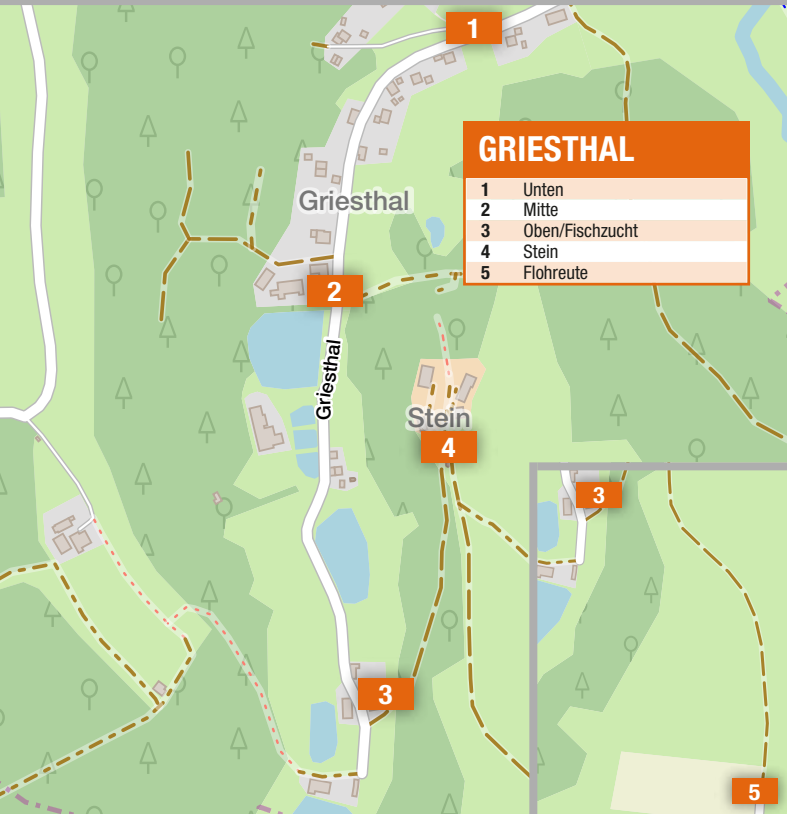 1
GRIESTHAL
1 Unten
2 Mitte
3 Oben/Fischzucht
4 Stein
5 Flohreute
Griesthal
2
Griesthal
Stein
4
3
3
5